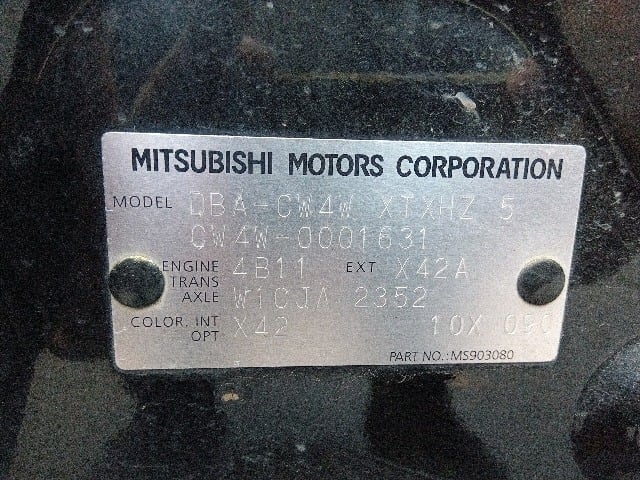 MITSUBISHI MOTORS CORPORATION
MODEL DBA-CW4W XTXHZ 5
CW4W-0001631
ENGINE 4B11 EXT X42A
TRANS
AXLE W1CJA 2352
COLOR, INT X42 10X 050
OPT
PART NO.:MS903080